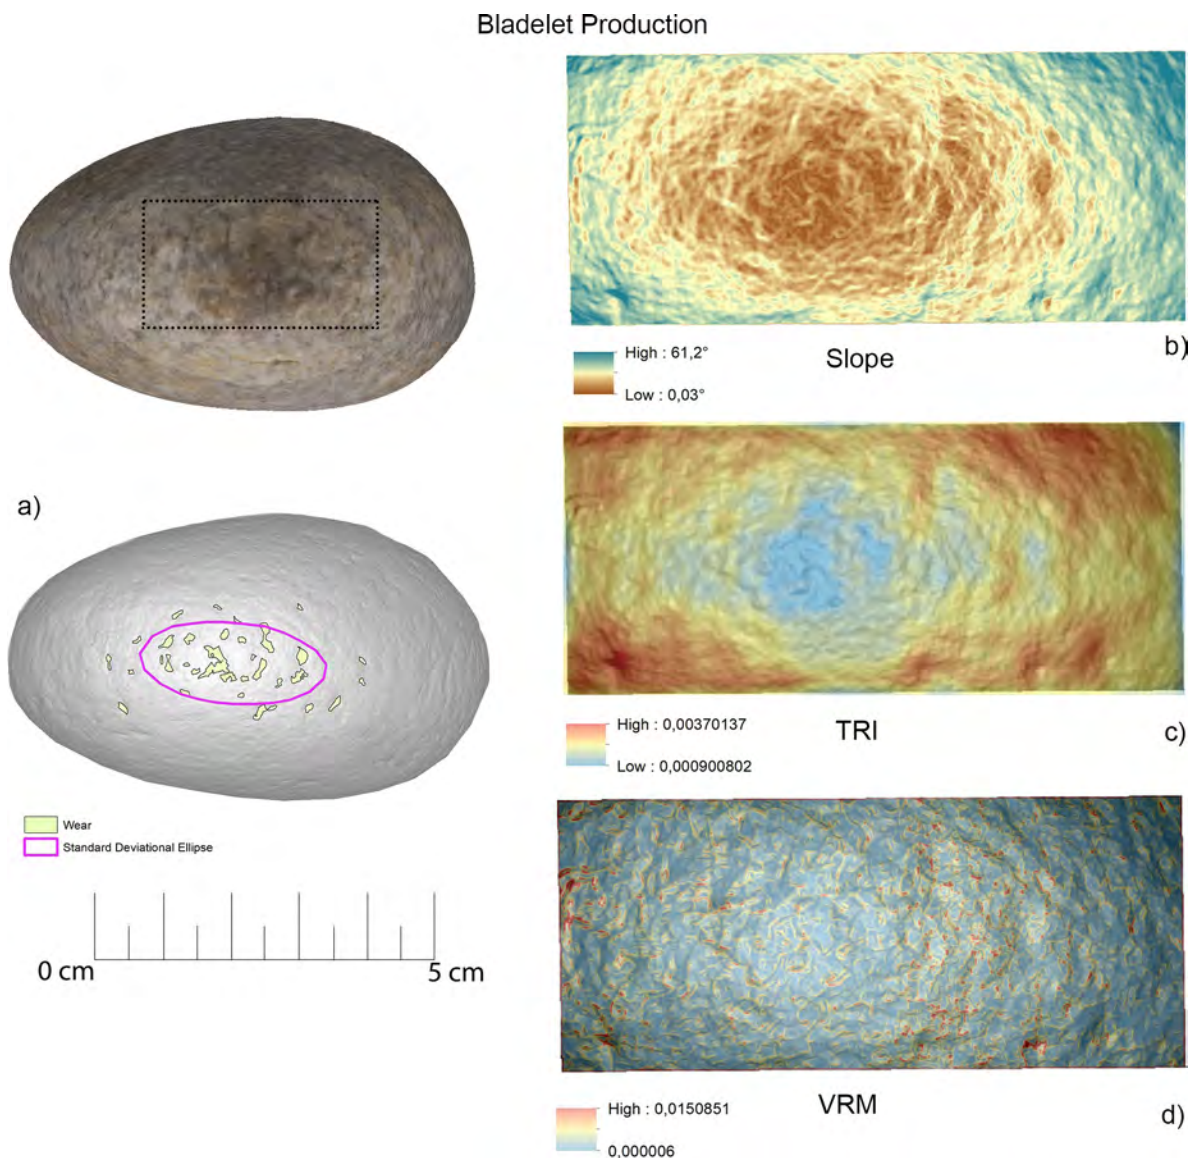 Bladelet Production
High : 61,2°
Low : 0,03°
Slope
b)
a)
High : 0,00370137
Low : 0,000900802
TRI
c)
Wear
Standard Deviational Ellipse
0 cm
5 cm
High : 0,0150851
0,000006
VRM
d)